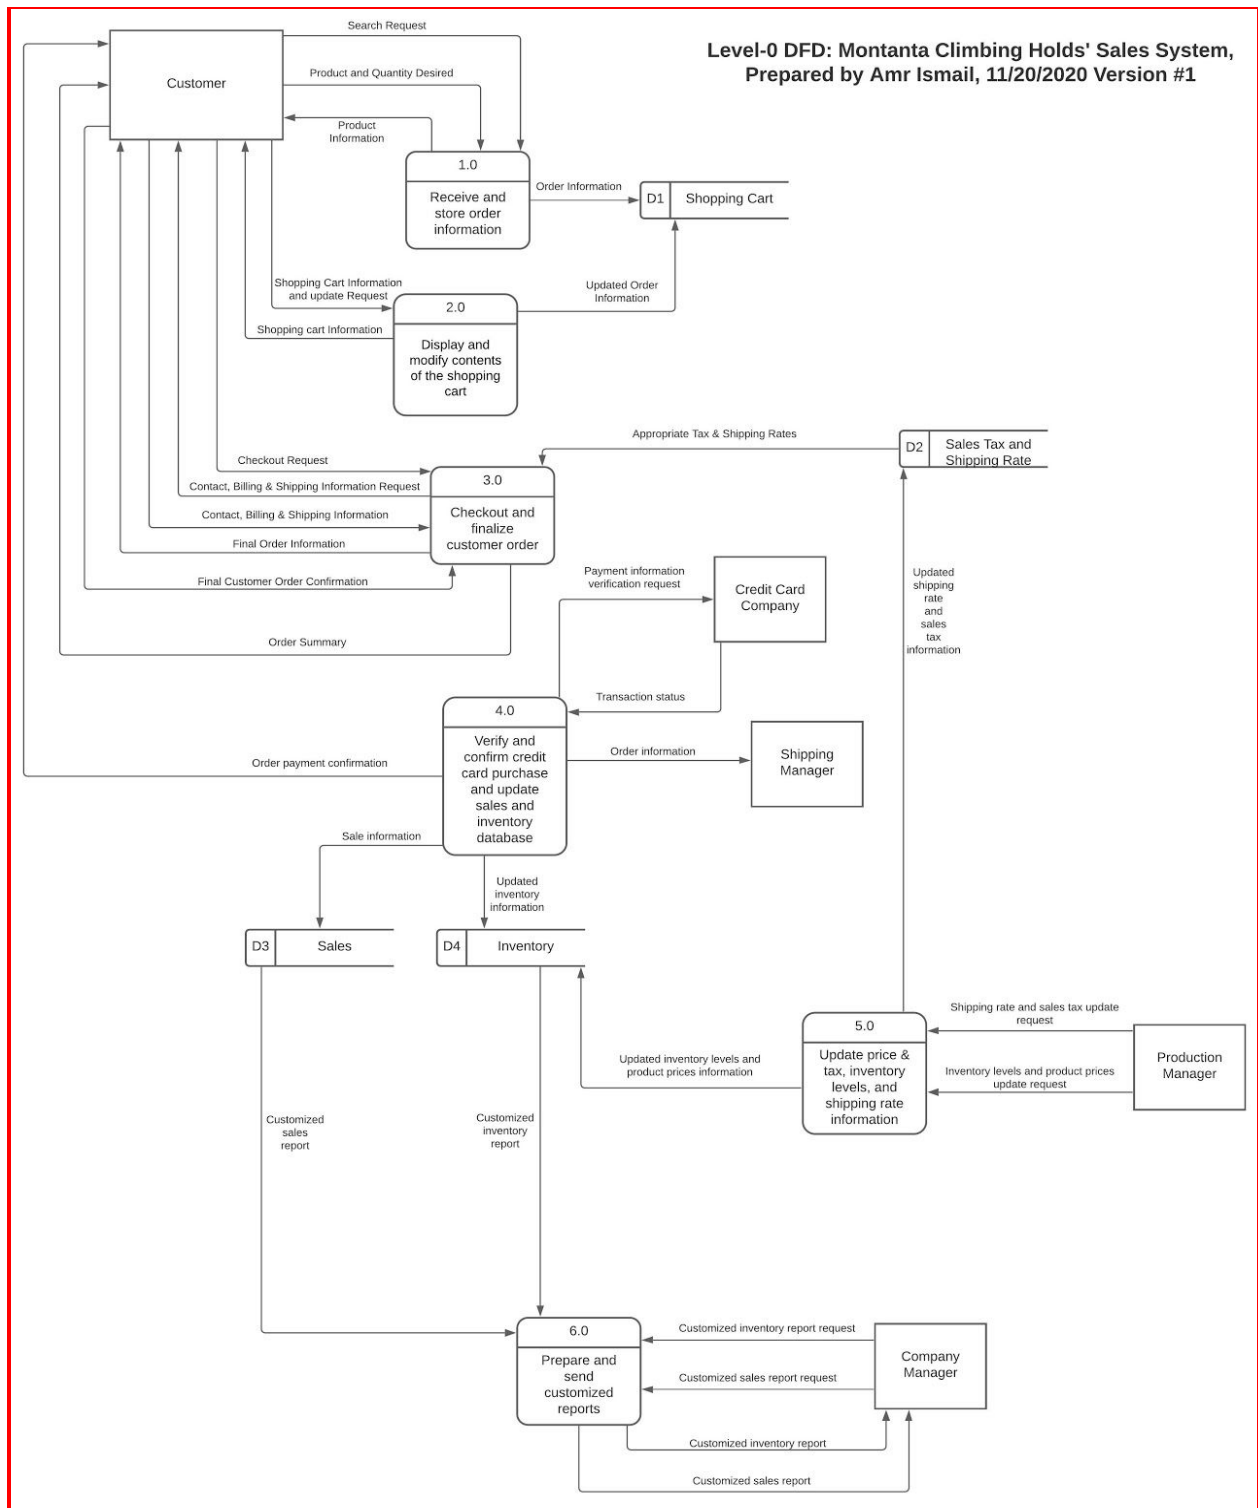 Level-0 DFD: Montanta Climbing Holds' Sales System,
Prepared by Amr Ismail, 11/20/2020 Version #1
Search Request
Customer
Product and Quantity Desired
Product
Information
1.0
Receive and
store order
information
Order Information
D1
Shopping Cart
Shopping Cart Information
and update Request
Updated Order
Information
2.0
Shopping cart Information
Display and
modify contents
of the shopping
cart
Appropriate Tax & Shipping Rates
D2
Sales Tax and
Shipping Rate
Checkout Request
3.0
Contact, Billing & Shipping Information Request
Checkout and
finalize
customer order
Contact, Billing & Shipping Information
Final Order Information
Final Customer Order Confirmation
Payment information
verification request
Credit Card
Company
Updated
shipping
rate
and
sales
tax
information
Order Summary
Transaction status
4.0
Verify and
confirm credit
card purchase
and update
sales and
inventory
database
Order information
Shipping
Manager
Order payment confirmation
Sale information
Updated
inventory
information
D3
Sales
D4
Inventory
Shipping rate and sales tax update
request
5.0
Update price &
tax, inventory
levels, and
shipping rate
information
Production
Manager
Updated inventory levels and
product prices information
Inventory levels and product prices
update request
Customized
sales
report
Customized
inventory
report
6.0
Prepare and
send
customized
reports
Customized inventory report request
Company
Manager
Customized sales report request
Customized inventory report
Customized sales report